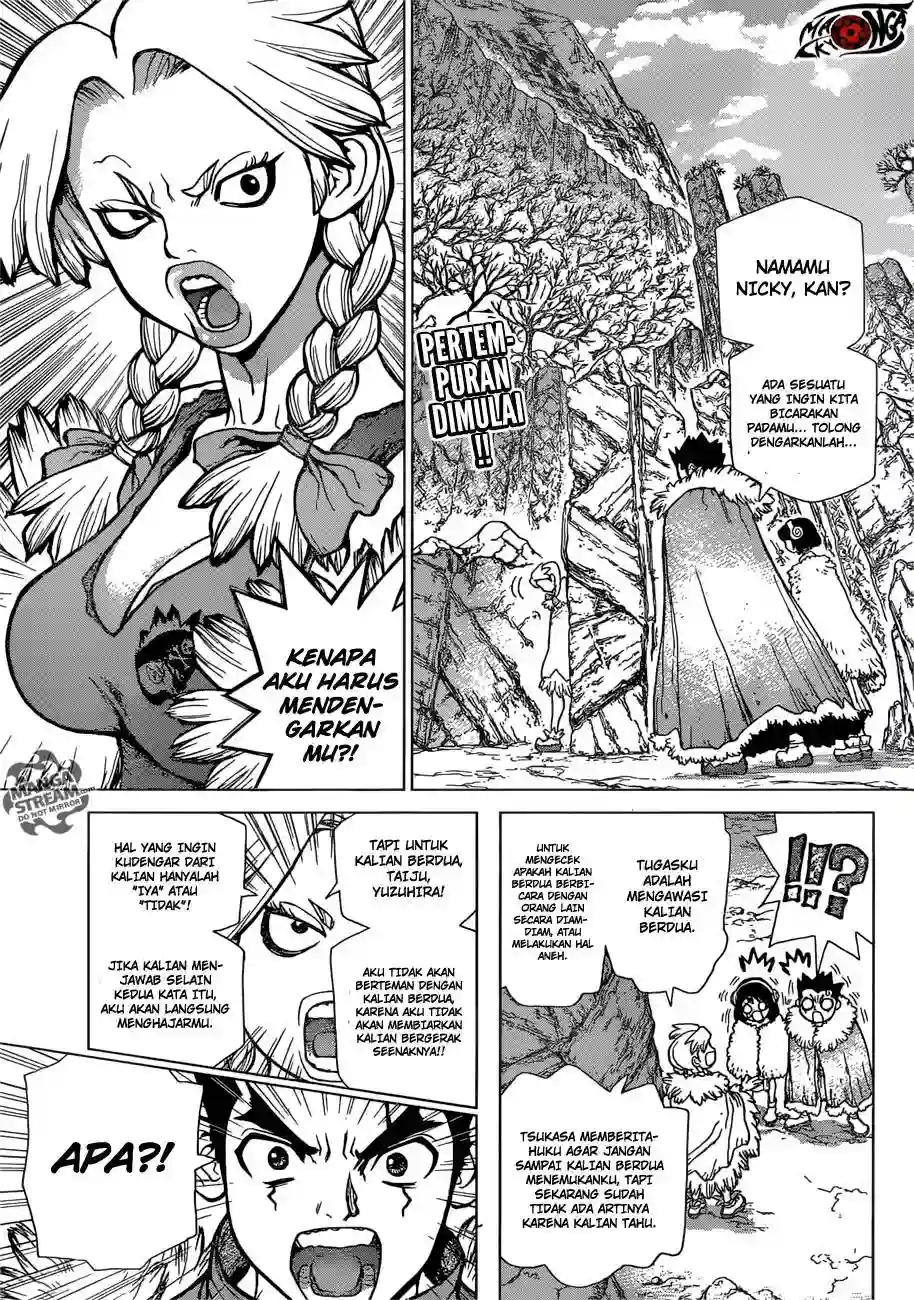 MANGACK
NAMAMU
NICKY, KAN?
ADA SESUATU
YANG INGIN KITA
BICARAKAN
PADAMU... TOLONG
DENGARKANLAH...
PERTEM-
PURAN
DIMULAI
!!
KENAPA
AKU HARUS
MENDEN-
GARKAN
MU?!
MANGA
STREAM.com
DO NOT MIRROR
!!?
TUGASKU
ADALAH
MENGAWASI
KALIAN
BERDUA.
UNTUK
MENGECEK
APAKAH KALIAN
BERDUA BERBI-
CARA DENGAN
ORANG LAIN
SECARA DIAM-
DIAM, ATAU
MELAKUKAN HAL
ANEH.
TSUKASA MEMBERITA-
HUKU AGAR JANGAN
SAMPAI KALIAN BERDUA
MENEMUKANKU, TAPI
SEKARANG SUDAH
TIDAK ADA ARTINYA
KARENA KALIAN TAHU.
TAPI UNTUK
KALIAN BERDUA,
TAIJU,
YUZUHIRA!
AKU TIDAK AKAN
BERTEMAN DENGAN
KALIAN BERDUA,
KARENA AKU TIDAK
AKAN MEMBIARKAN
KALIAN BERGERAK
SEENAKNYA!!
HAL YANG INGIN
KUDENGAR DARI
KALIAN HANYALAH
"IYA" ATAU
"TIDAK"!
JIKA KALIAN MEN-
JAWAB SELAIN
KEDUA KATA ITU,
AKU AKAN LANGSUNG
MENGHAJARMU.
APA?!